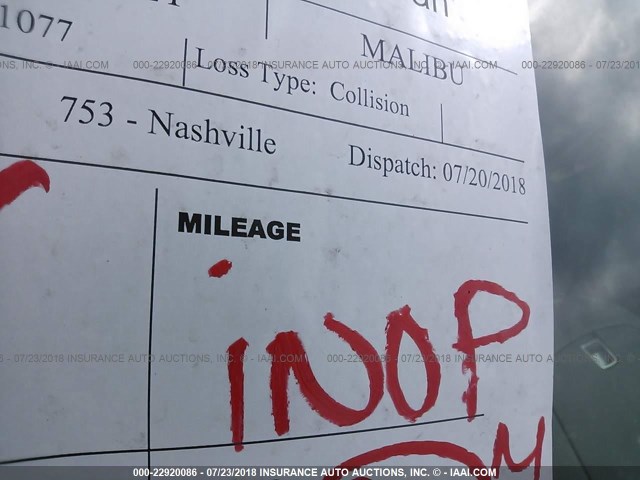 1077
MALIBU
Loss Type: Collision
753 - Nashville
Dispatch: 07/20/2018
MILEAGE
iNOP
M
000-22920086 - 07/23/2018 INSURANCE AUTO AUCTIONS, INC. © - IAAI.COM